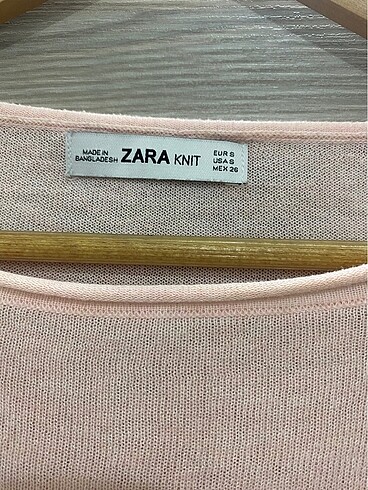 MADE IN
BANGLADESH
ZARA KNIT
EUR S
USA S
MEX 26